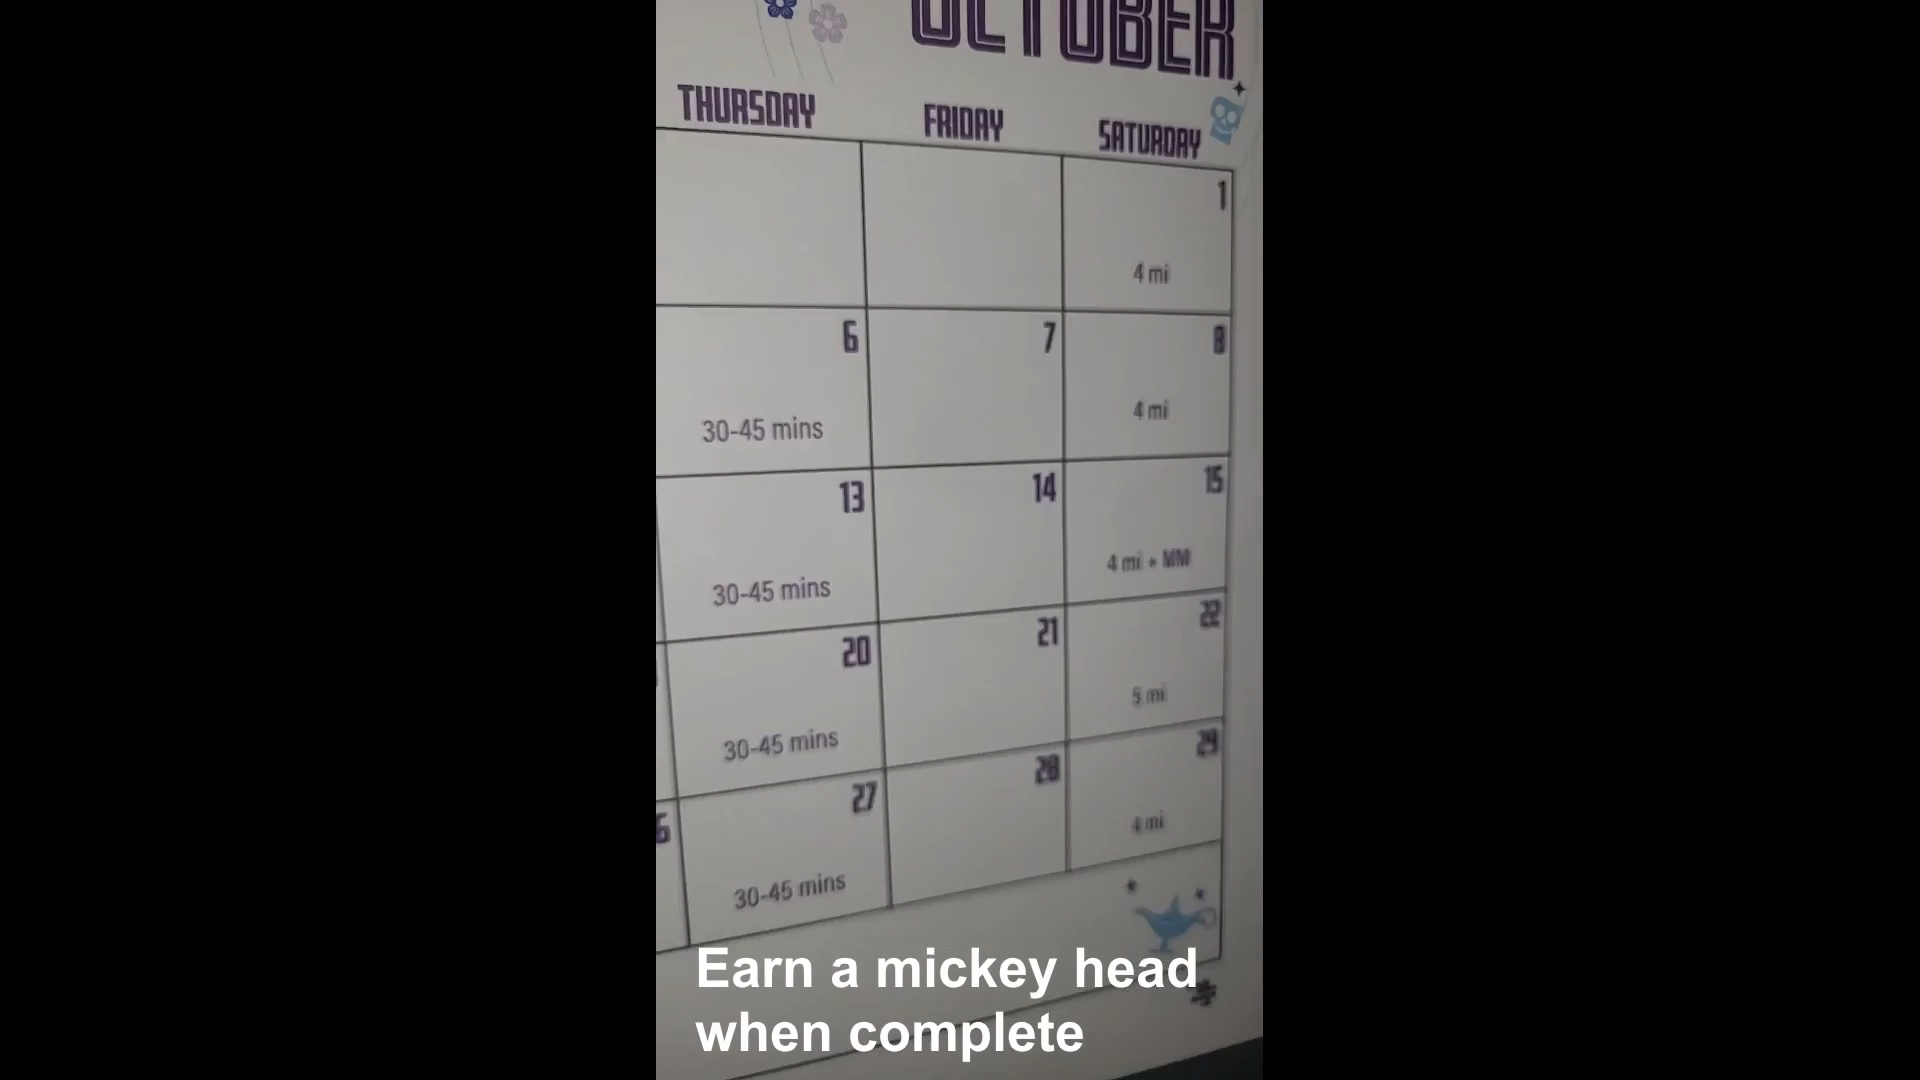 OCTOBER
THURSDAY FRIDAY SATURDAY
1
4 mi
6 7 8
30-45 mins 4 mi
13 14 15
30-45 mins 4 mi + MM
20 21 22
30-45 mins 5 mi
6 27 28 29
30-45 mins 4 mi
Earn a mickey head
when complete